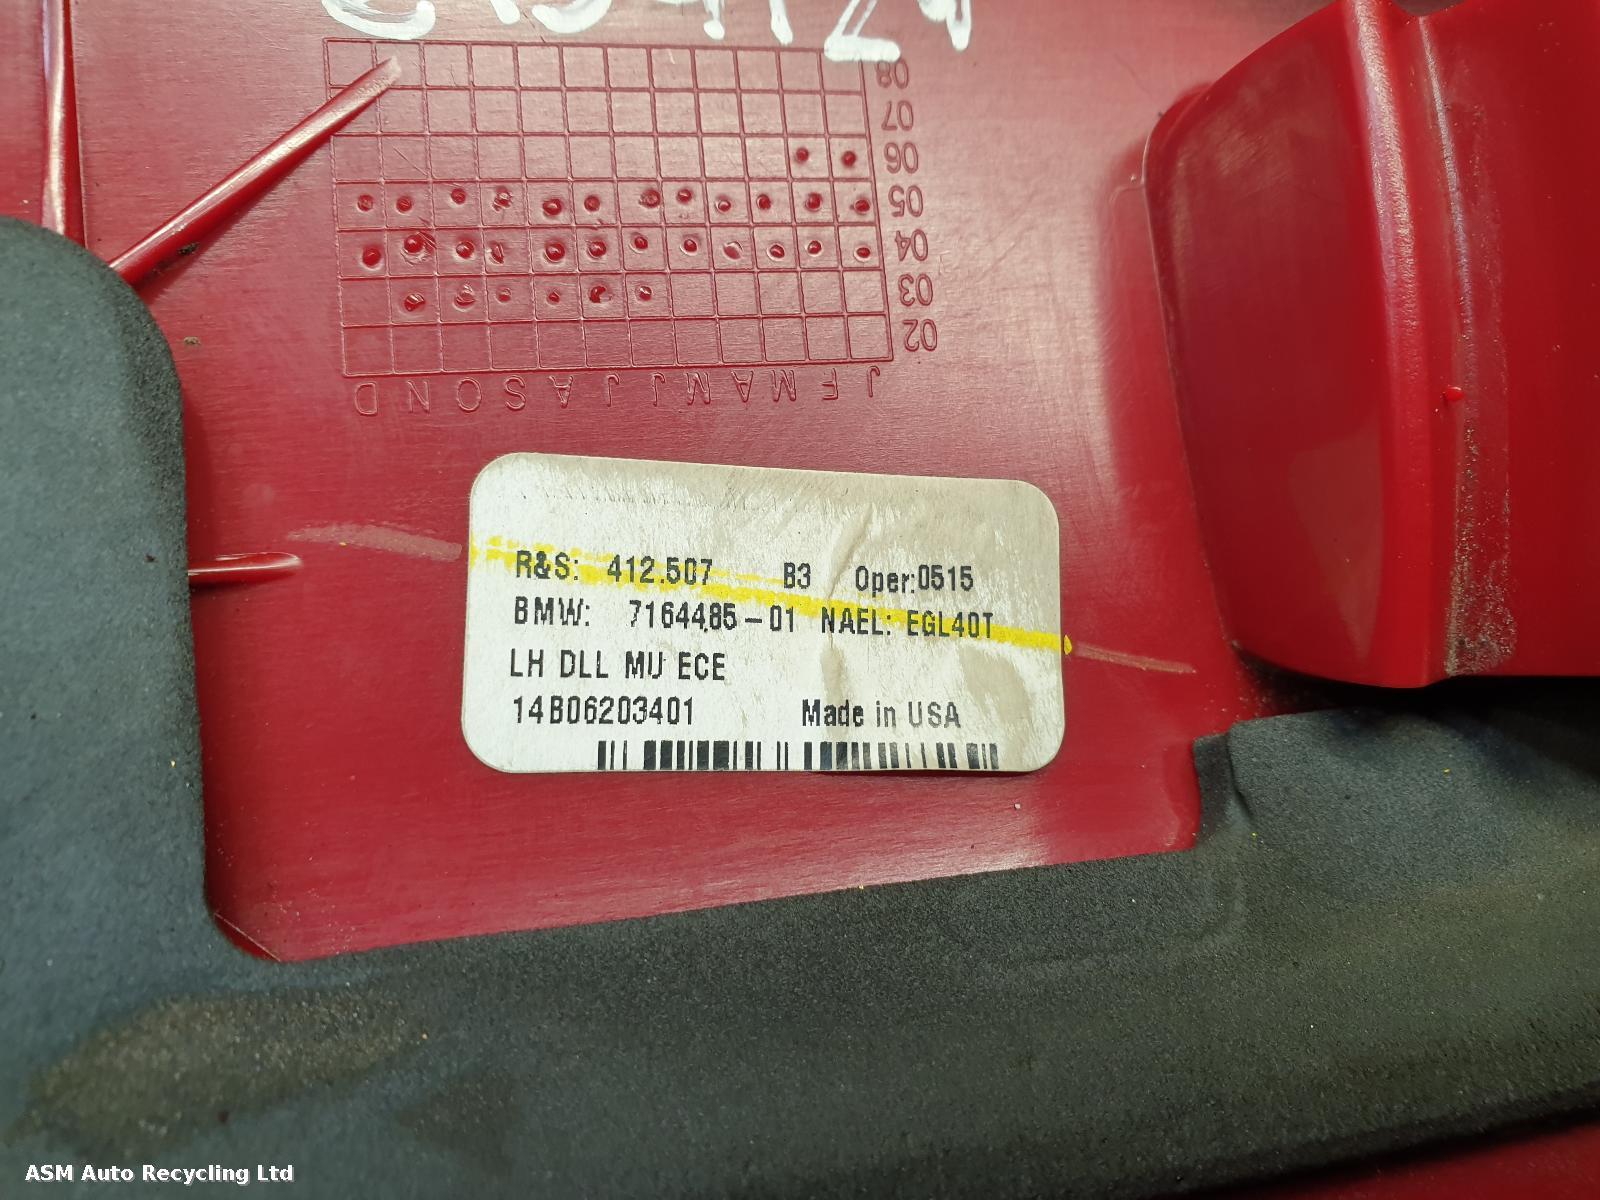 08
07
06
05
04
03
02
J F M A M J J A S O N D
R&S: 412.507 B3 Oper:0515
BMW: 7164485-01 NAEL: EGL40T
LH DLL MU ECE
14B06203401 Made in USA
ASM Auto Recycling Ltd